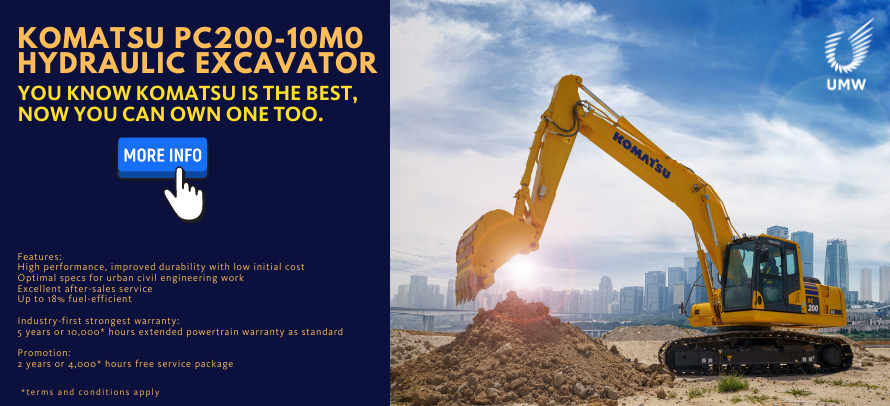 KOMATSU PC200-10M0
HYDRAULIC EXCAVATOR
YOU KNOW KOMATSU IS THE BEST,
NOW YOU CAN OWN ONE TOO.
MORE INFO
Features:
High performance, improved durability with low initial cost
Optimal specs for urban civil engineering work
Excellent after-sales service
Up to 18% fuel-efficient
Industry-first strongest warranty:
5 years or 10,000* hours extended powertrain warranty as standard
Promotion:
2 years or 4,000* hours free service package
*terms and conditions apply
UMW
KOMATSU
PC
200